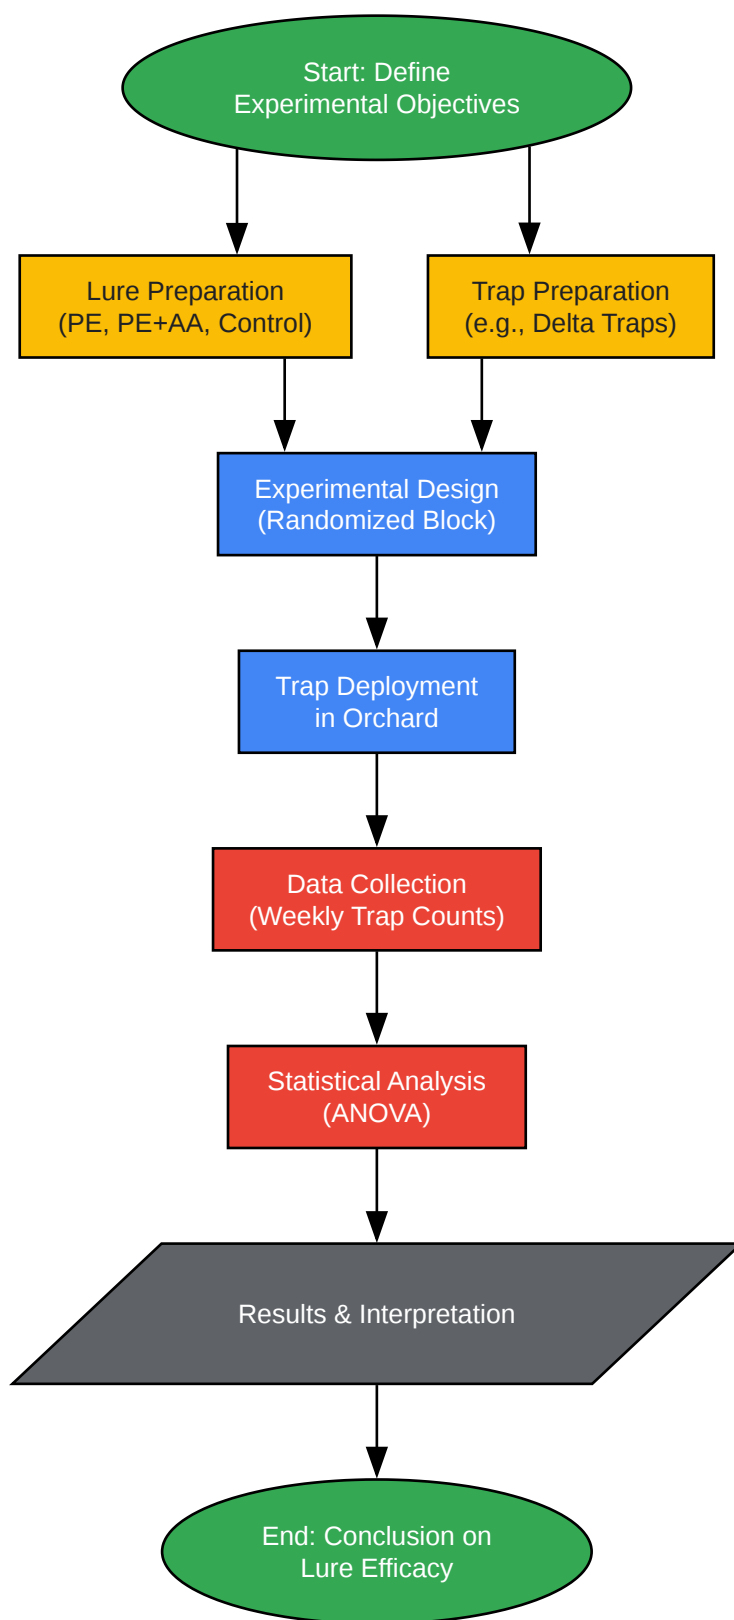 Start: Define
Experimental Objectives
Lure Preparation
(PE, PE+AA, Control)
Trap Preparation
(e.g., Delta Traps)
Experimental Design
(Randomized Block)
Trap Deployment
in Orchard
Data Collection
(Weekly Trap Counts)
Statistical Analysis
(ANOVA)
Results & Interpretation
End: Conclusion on
Lure Efficacy